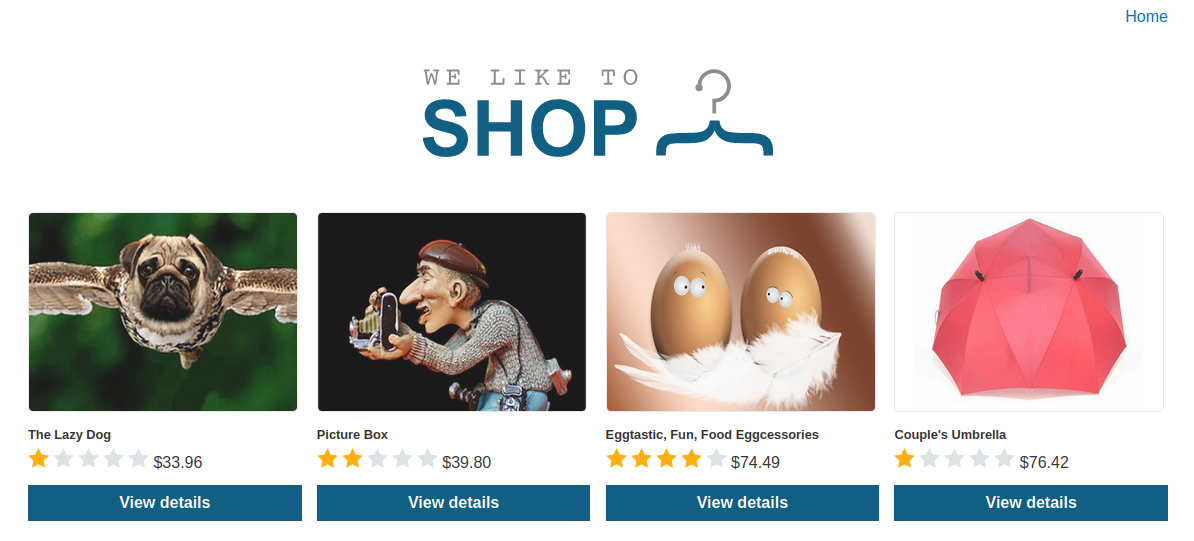 Home
WE LIKE TO
SHOP
The Lazy Dog
$33.96
View details
Picture Box
$39.80
View details
Eggtastic, Fun, Food Eggcessories
$74.49
View details
Couple's Umbrella
$76.42
View details